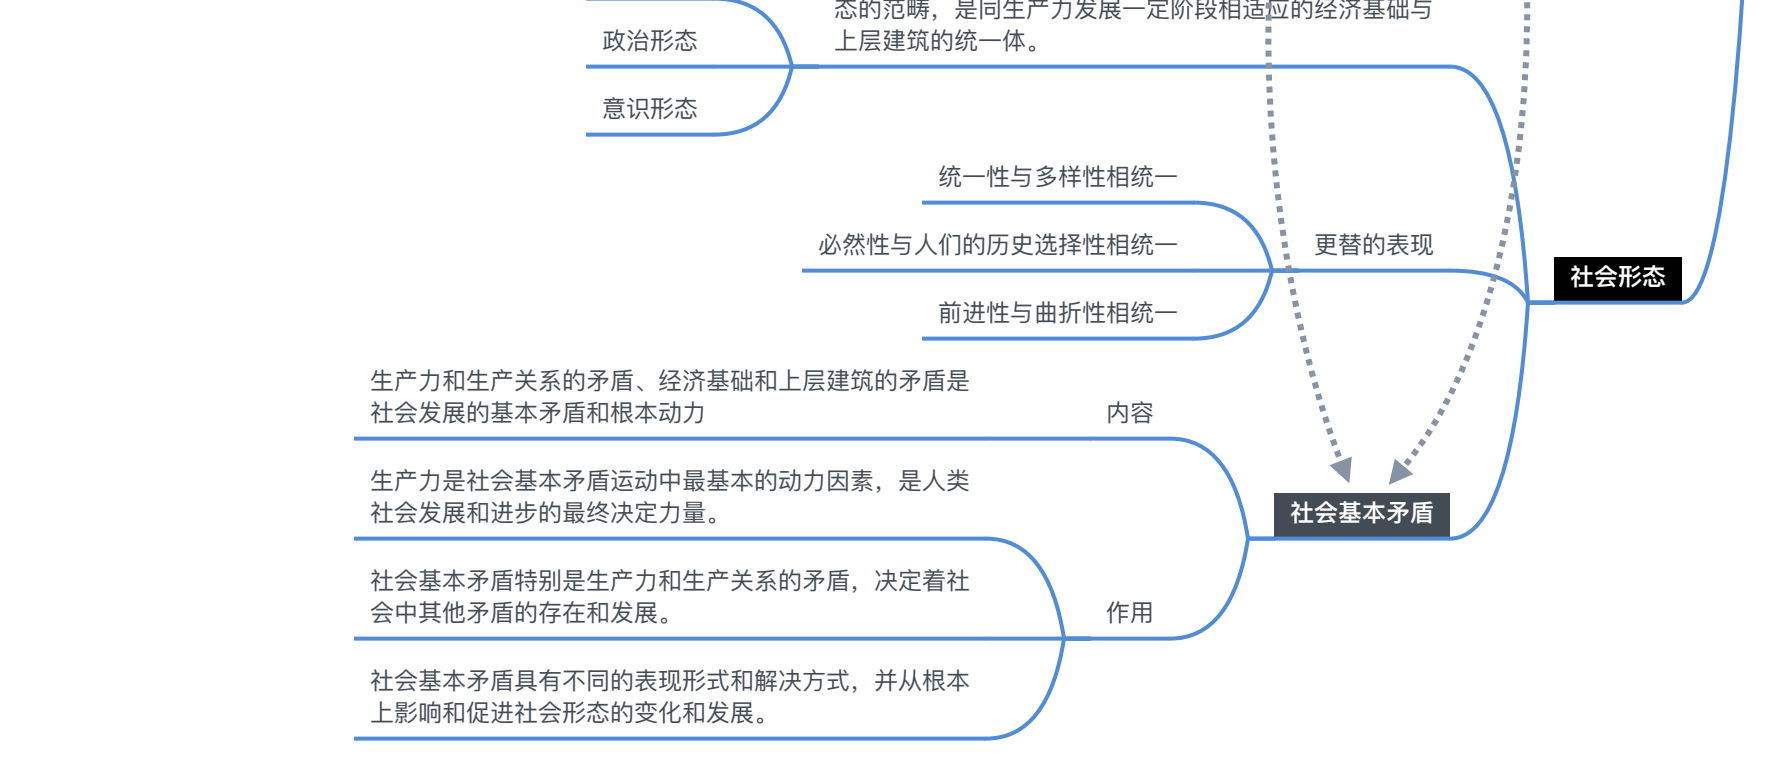 态的范畴，是同生产力发展一定阶段相适应的经济基础与
上层建筑的统一体。
政治形态
意识形态
统一性与多样性相统一
必然性与人们的历史选择性相统一
前进性与曲折性相统一
更替的表现
社会形态
生产力和生产关系的矛盾、经济基础和上层建筑的矛盾是
社会发展的基本矛盾和根本动力
内容
生产力是社会基本矛盾运动中最基本的动力因素，是人类
社会发展和进步的最终决定力量。
社会基本矛盾特别是生产力和生产关系的矛盾，决定着社
会中其他矛盾的存在和发展。
作用
社会基本矛盾具有不同的表现形式和解决方式，并从根本
上影响和促进社会形态的变化和发展。
社会基本矛盾